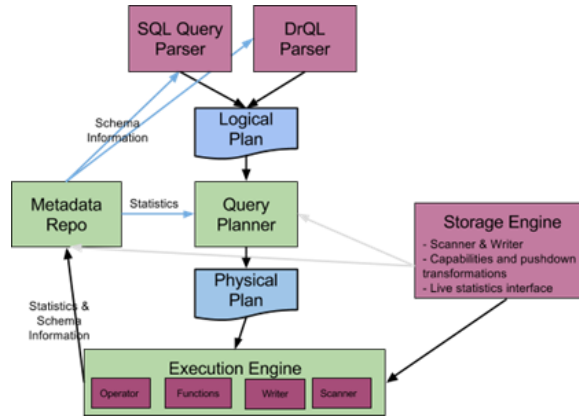 SQL Query
Parser
DrQL
Parser
Schema
Information
Logical
Plan
Metadata
Repo
Statistics
Query
Planner
Storage Engine
- Scanner & Writer
- Capabilities and pushdown
transformations
- Live statistics interface
Physical
Plan
Statistics &
Schema
Information
Execution Engine
Operator
Functions
Writer
Scanner